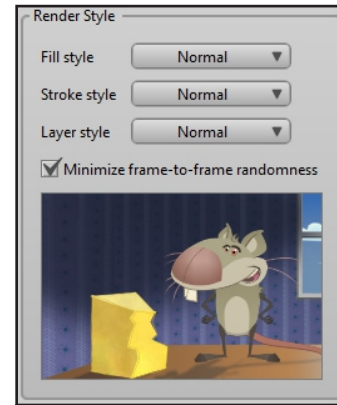 Render Style
Fill style Normal
Stroke style Normal
Layer style Normal
Minimize frame-to-frame randomness